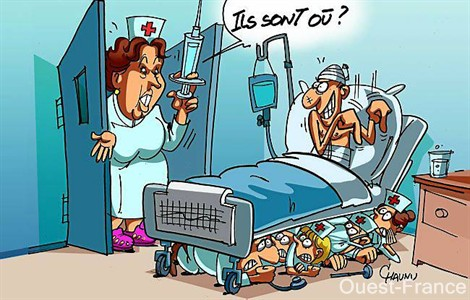 ILS SONT OÙ ?
CHAUNU
Ouest-France